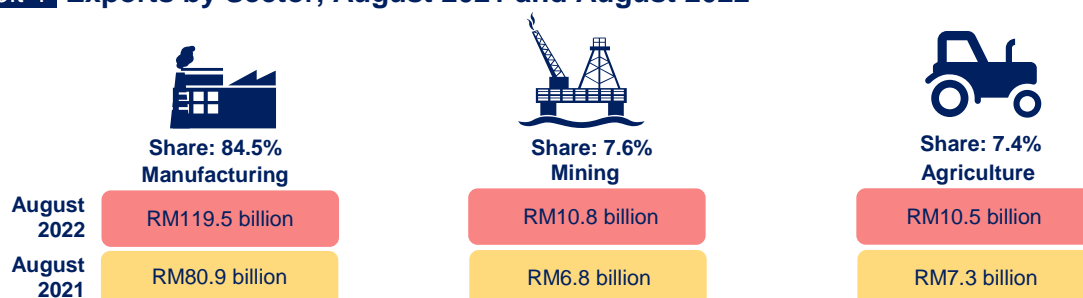 Exports by Sector, August 2021 and August 2022
Share: 84.5%
Manufacturing
Share: 7.6%
Mining
Share: 7.4%
Agriculture
August
2022
RM119.5 billion
RM10.8 billion
RM10.5 billion
August
2021
RM80.9 billion
RM6.8 billion
RM7.3 billion